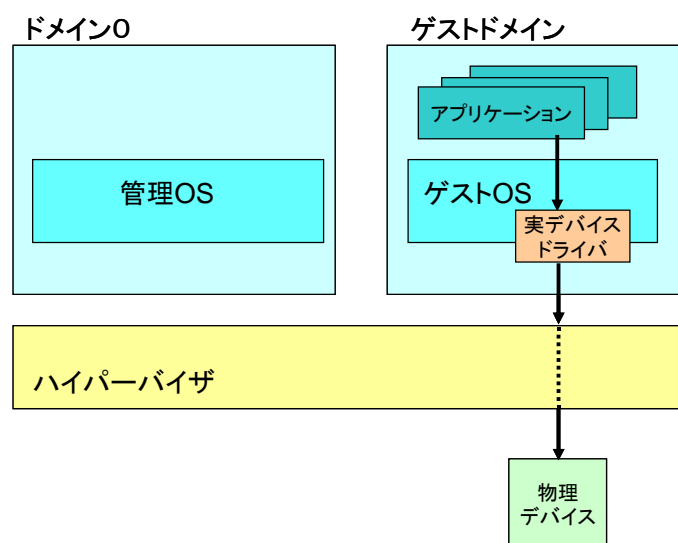 ドメイン0
ゲストドメイン
アプリケーション
管理OS
ゲストOS
実デバイス
ドライバ
ハイパーバイザ
物理
デバイス